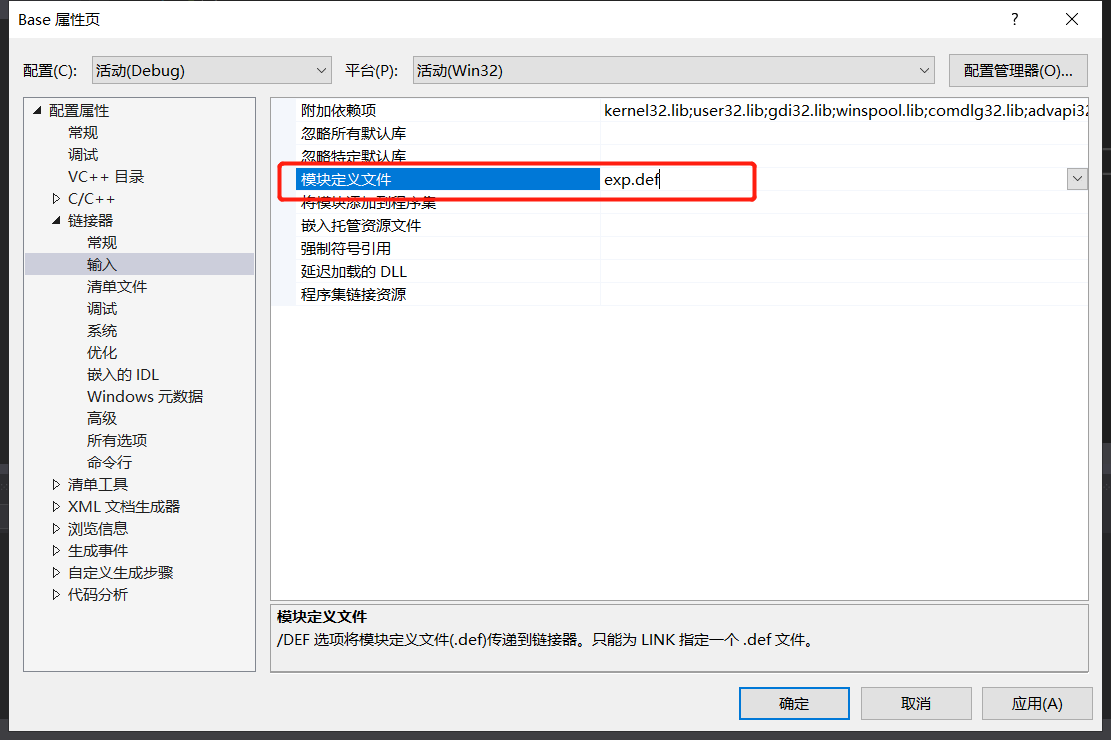 Base 属性页
配置(C): 活动(Debug) 平台(P): 活动(Win32) 配置管理器(O)...
配置属性
常规
调试
VC++ 目录
C/C++
链接器
常规
输入
清单文件
调试
系统
优化
嵌入的 IDL
Windows 元数据
高级
所有选项
命令行
清单工具
XML 文档生成器
浏览信息
生成事件
自定义生成步骤
代码分析
附加依赖项 kernel32.lib;user32.lib;gdi32.lib;winspool.lib;comdlg32.lib;advapi32
忽略所有默认库
忽略特定默认库
模块定义文件 exp.def
将模块添加到程序集
嵌入托管资源文件
强制符号引用
延迟加载的 DLL
程序集链接资源
模块定义文件
/DEF 选项将模块定义文件(.def)传递到链接器。只能为 LINK 指定一个 .def 文件。
确定 取消 应用(A)